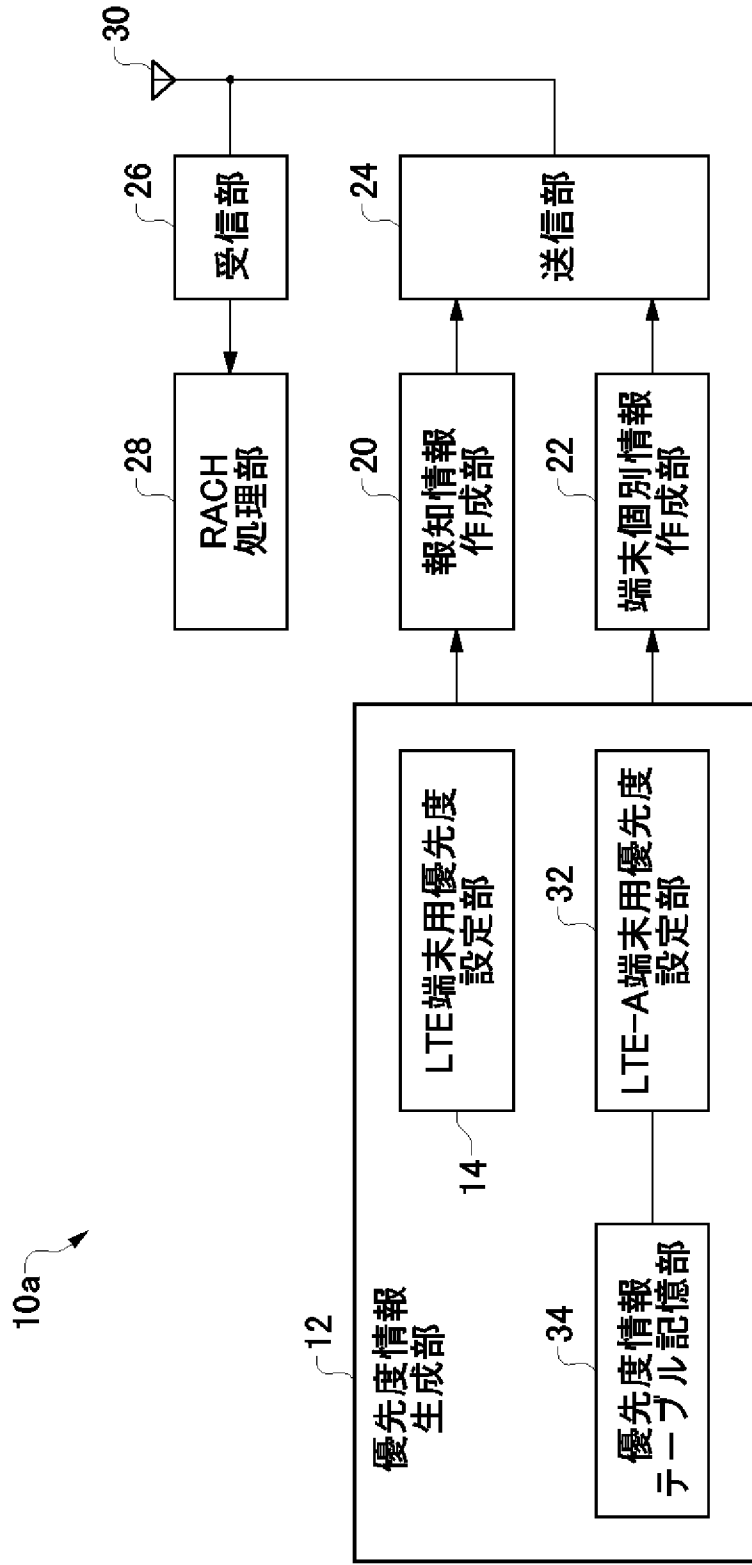 10a
30
26
受信部
28
RACH
処理部
24
送信部
20
報知情報
作成部
22
端末個別情報
作成部
12
優先度情報
生成部
LTE端末用優先度
設定部
14
32
LTE-A端末用優先度
設定部
34
優先度情報
テーブル記憶部